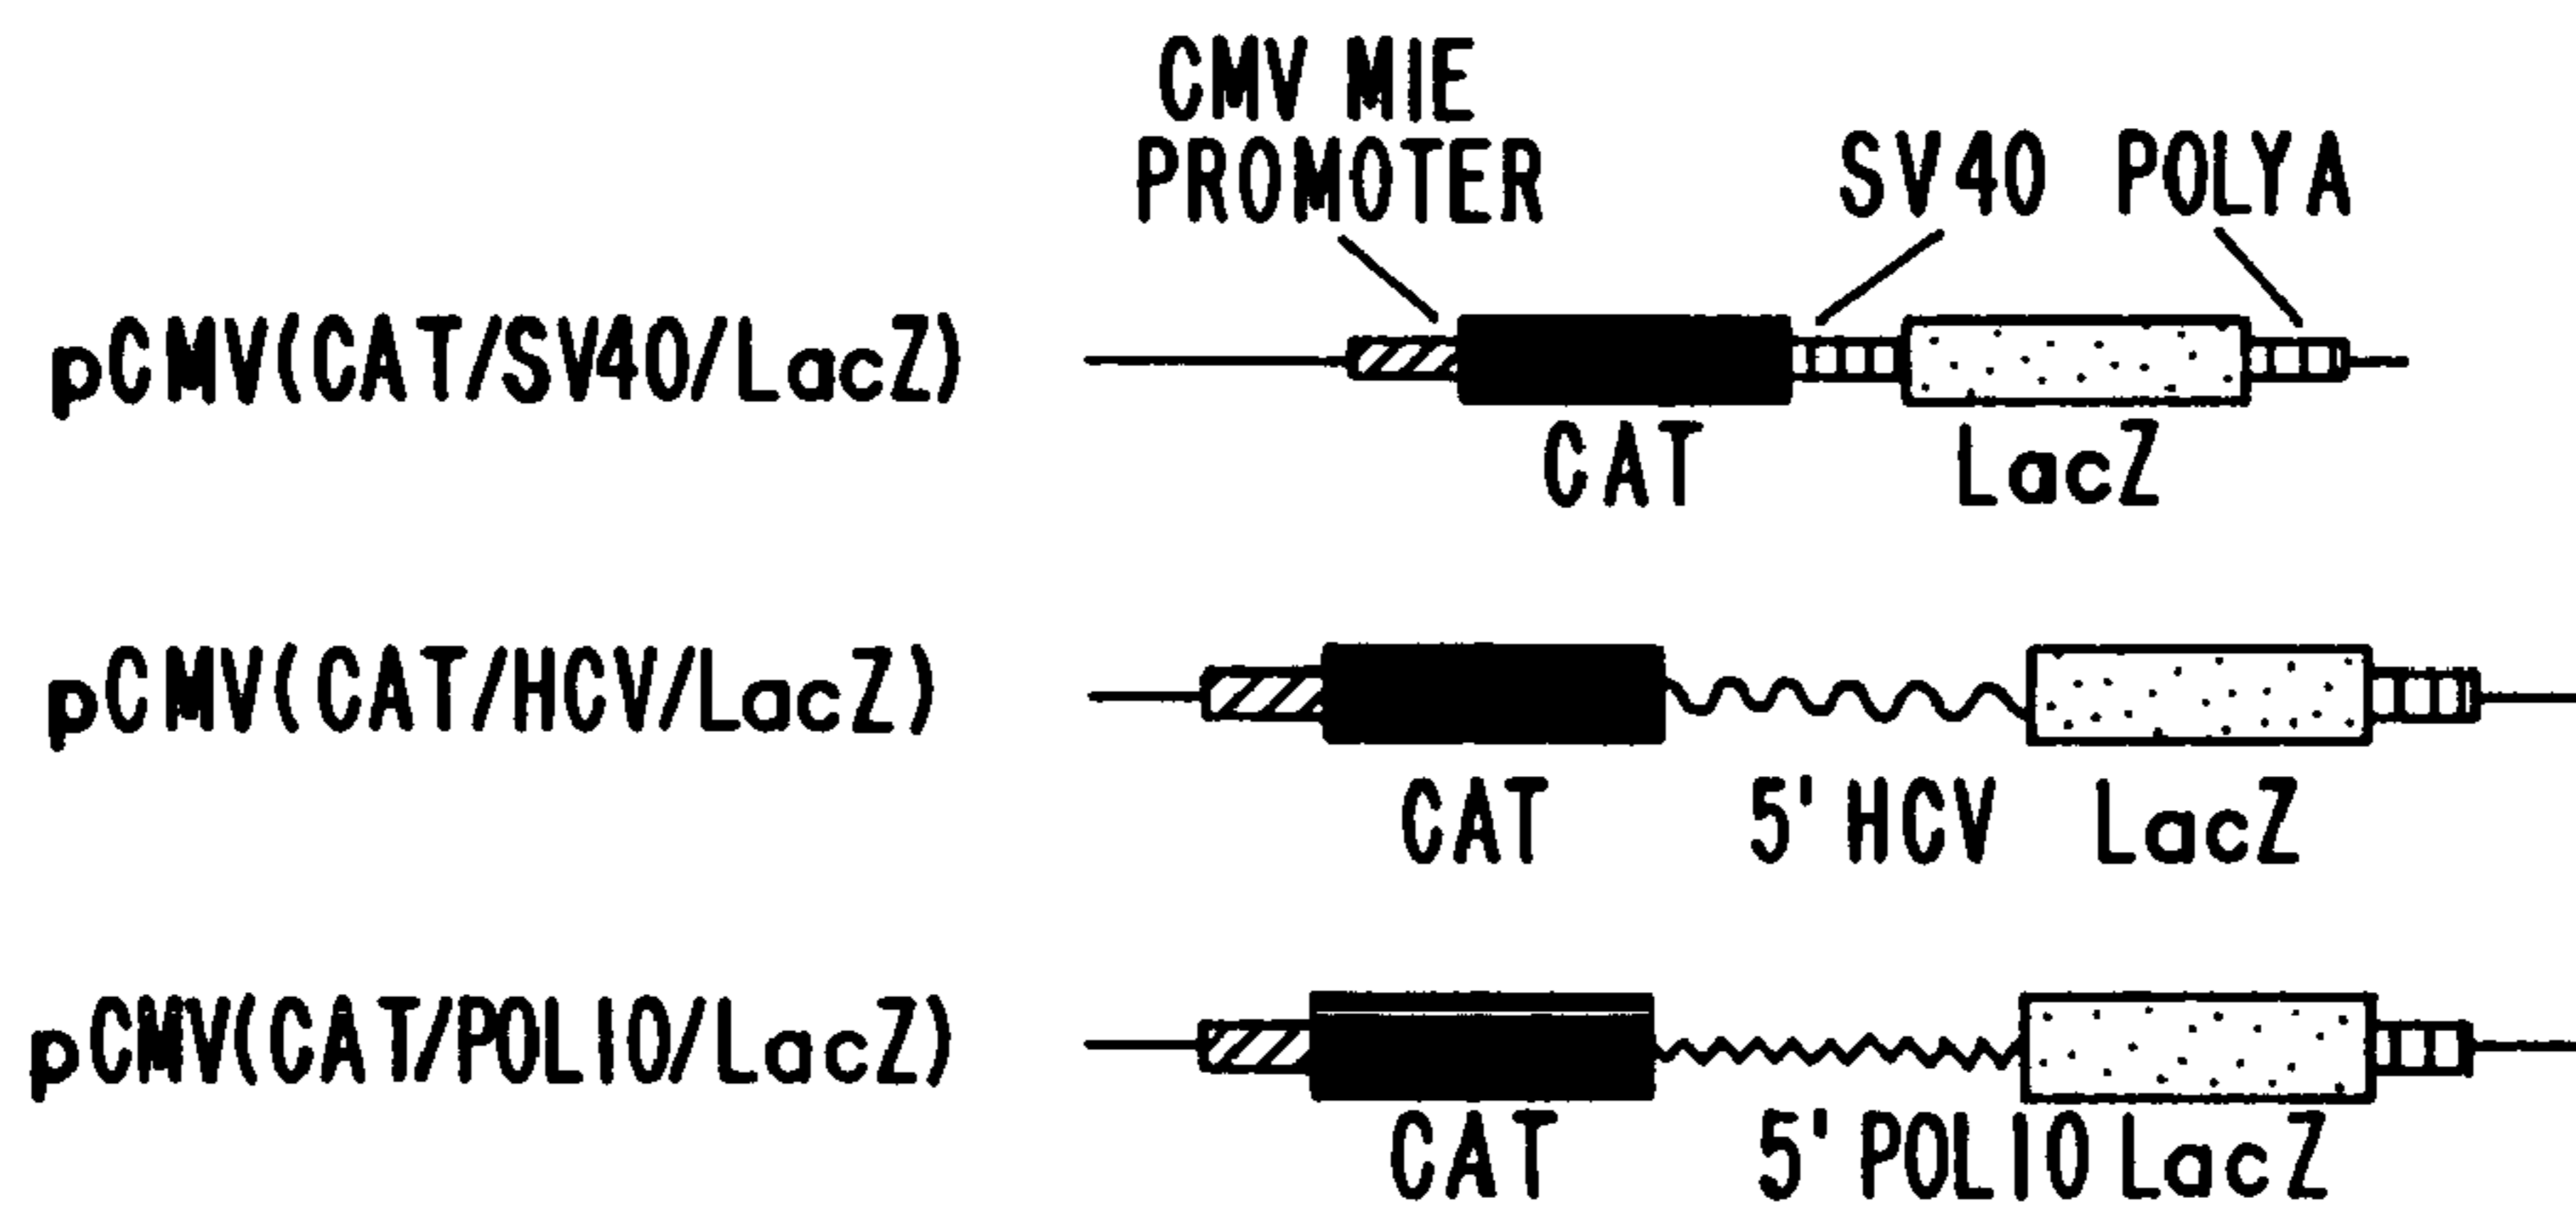 CMV MIE
PROMOTER
SV40 POLYA
pCMV(CAT/SV40/LacZ)
CAT LacZ
pCMV(CAT/HCV/LacZ)
CAT 5' HCV LacZ
pCMV(CAT/POLIO/LacZ)
CAT 5' POLIO LacZ